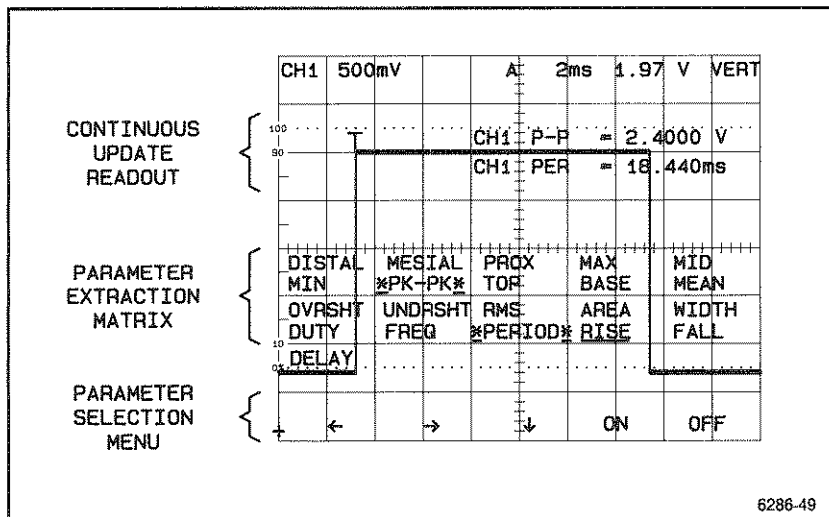 CH1 500mV A 2ms 1.97 V VERT
CONTINUOUS
UPDATE
READOUT
100
90
CH1 P-P = 2.4000 V
CH1 PER = 18.440ms
PARAMETER
EXTRACTION
MATRIX
DISTAL MESIAL PROX MAX MID
MIN *PK-PK* TOP BASE MEAN
OVRSHT UNDRSHT RMS AREA WIDTH
DUTY FREQ *PERIOD* RISE FALL
10
DELAY
0%
PARAMETER
SELECTION
MENU
← → ↓ ON OFF
6286-49